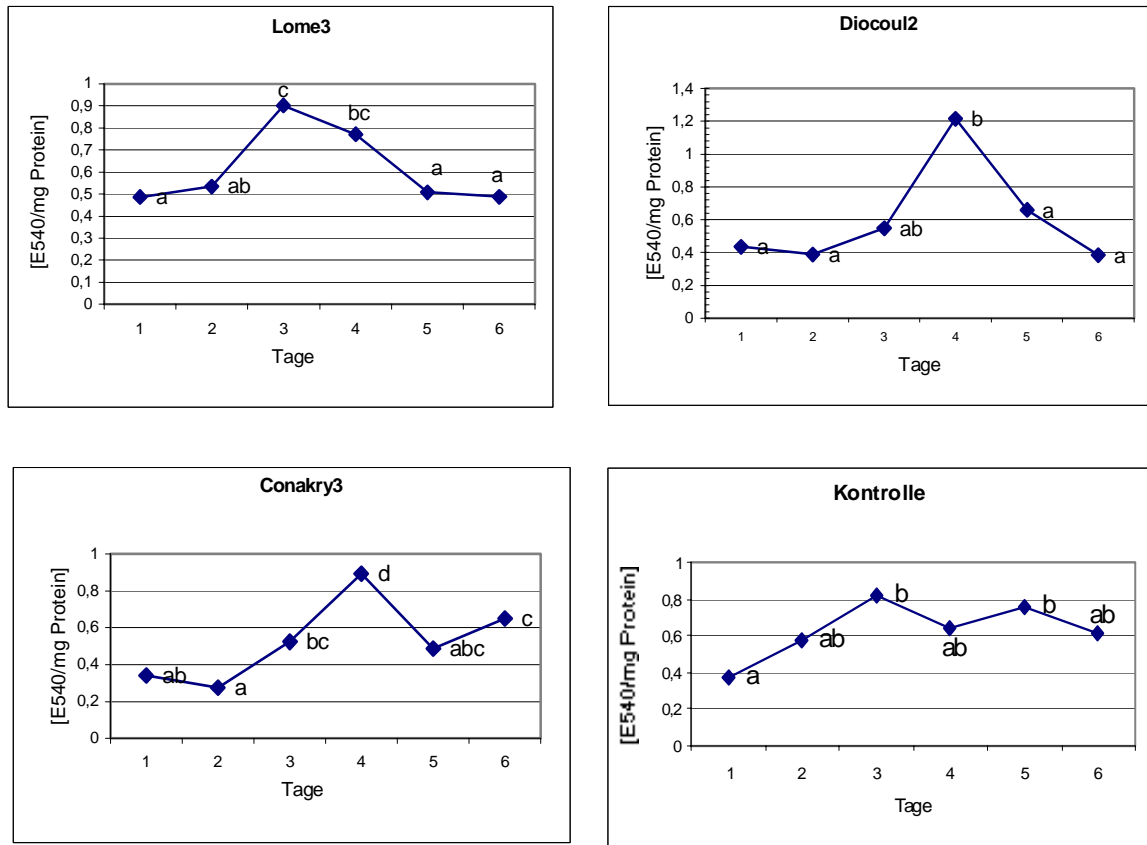 Lome3
[E540/mg Protein]
1
0,9
0,8
0,7
0,6
0,5
0,4
0,3
0,2
0,1
0
a
ab
c
bc
a
a
1 2 3 4 5 6
Tage
Diocoul2
[E540/mg Protein]
1,4
1,2
1
0,8
0,6
0,4
0,2
0
a
a
ab
b
a
a
1 2 3 4 5 6
Tage
Conakry3
[E540/mg Protein]
1
0,8
0,6
0,4
0,2
0
ab
a
bc
d
abc
c
1 2 3 4 5 6
Tage
Kontrolle
[E540/mg Protein]
1
0,8
0,6
0,4
0,2
0
a
ab
b
ab
b
ab
1 2 3 4 5 6
Tage